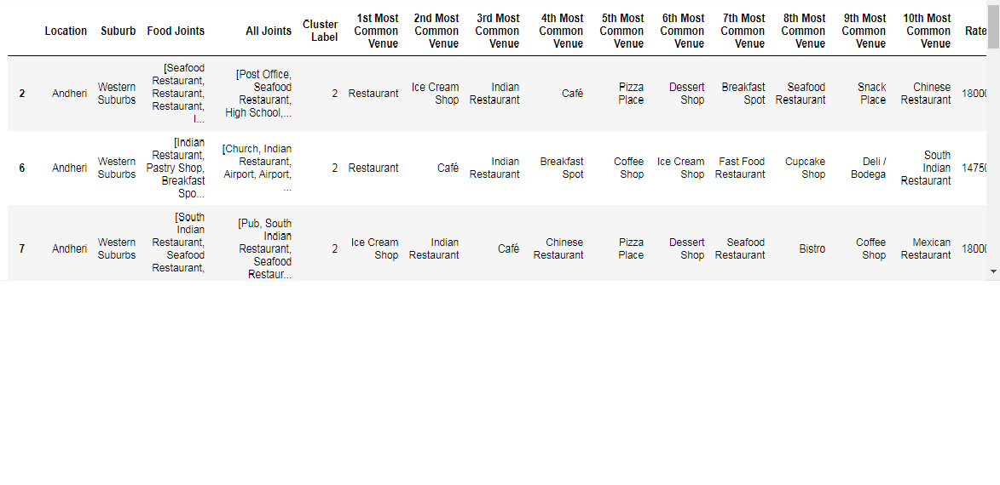 Location Suburb Food Joints All Joints Cluster Label 1st Most Common Venue 2nd Most Common Venue 3rd Most Common Venue 4th Most Common Venue 5th Most Common Venue 6th Most Common Venue 7th Most Common Venue 8th Most Common Venue 9th Most Common Venue 10th Most Common Venue Rate
2 Andheri Western Suburbs [Seafood Restaurant, Restaurant, Restaurant, I... [Post Office, Seafood Restaurant, High School,... 2 Restaurant Ice Cream Shop Indian Restaurant Café Pizza Place Dessert Shop Breakfast Spot Seafood Restaurant Snack Place Chinese Restaurant 1800
6 Andheri Western Suburbs [Indian Restaurant, Pastry Shop, Breakfast Spo... [Church, Indian Restaurant, Airport, Airport, ... 2 Restaurant Café Indian Restaurant Breakfast Spot Coffee Shop Ice Cream Shop Fast Food Restaurant Cupcake Shop Deli / Bodega South Indian Restaurant 1475
7 Andheri Western Suburbs [South Indian Restaurant, Seafood Restaurant, [Pub, South Indian Restaurant, Seafood Restaur... 2 Ice Cream Shop Indian Restaurant Café Chinese Restaurant Pizza Place Dessert Shop Seafood Restaurant Bistro Coffee Shop Mexican Restaurant 1800